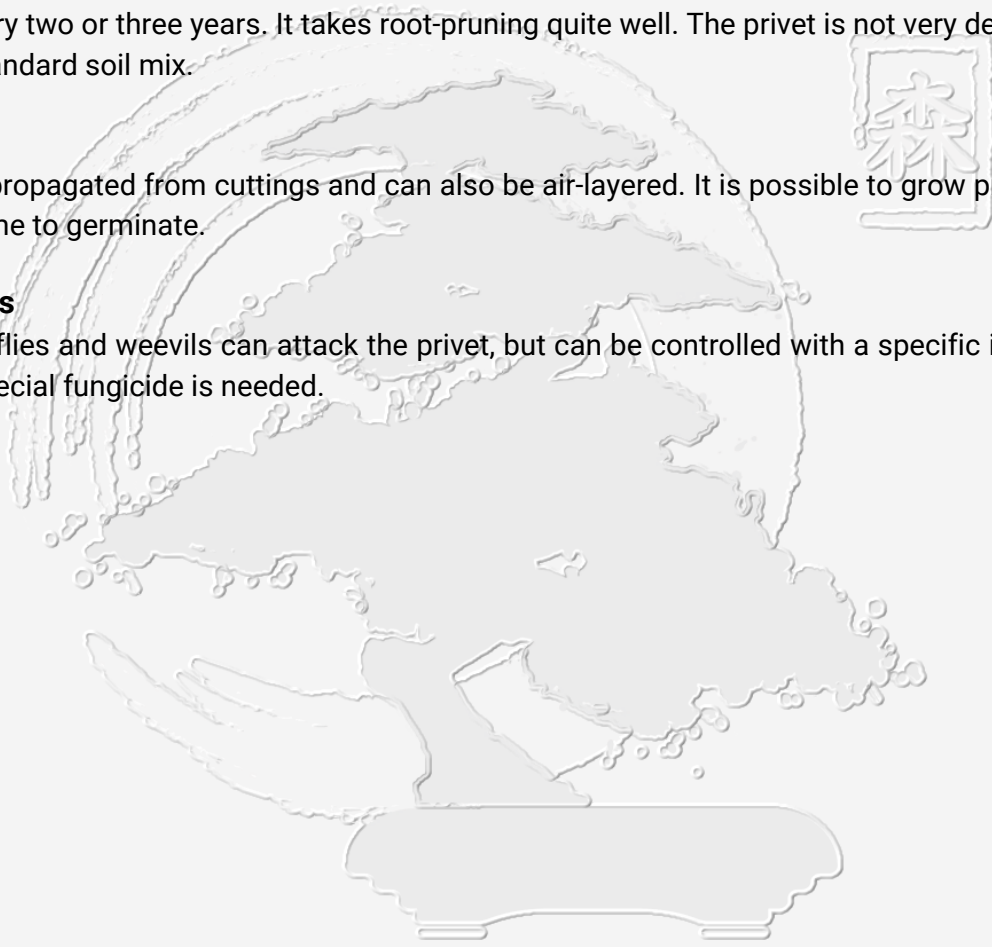 ry two or three years. It takes root-pruning quite well. The privet is not very de
andard soil mix.
森
propagated from cuttings and can also be air-layered. It is possible to grow p
ne to germinate.
s
flies and weevils can attack the privet, but can be controlled with a specific i
ecial fungicide is needed.